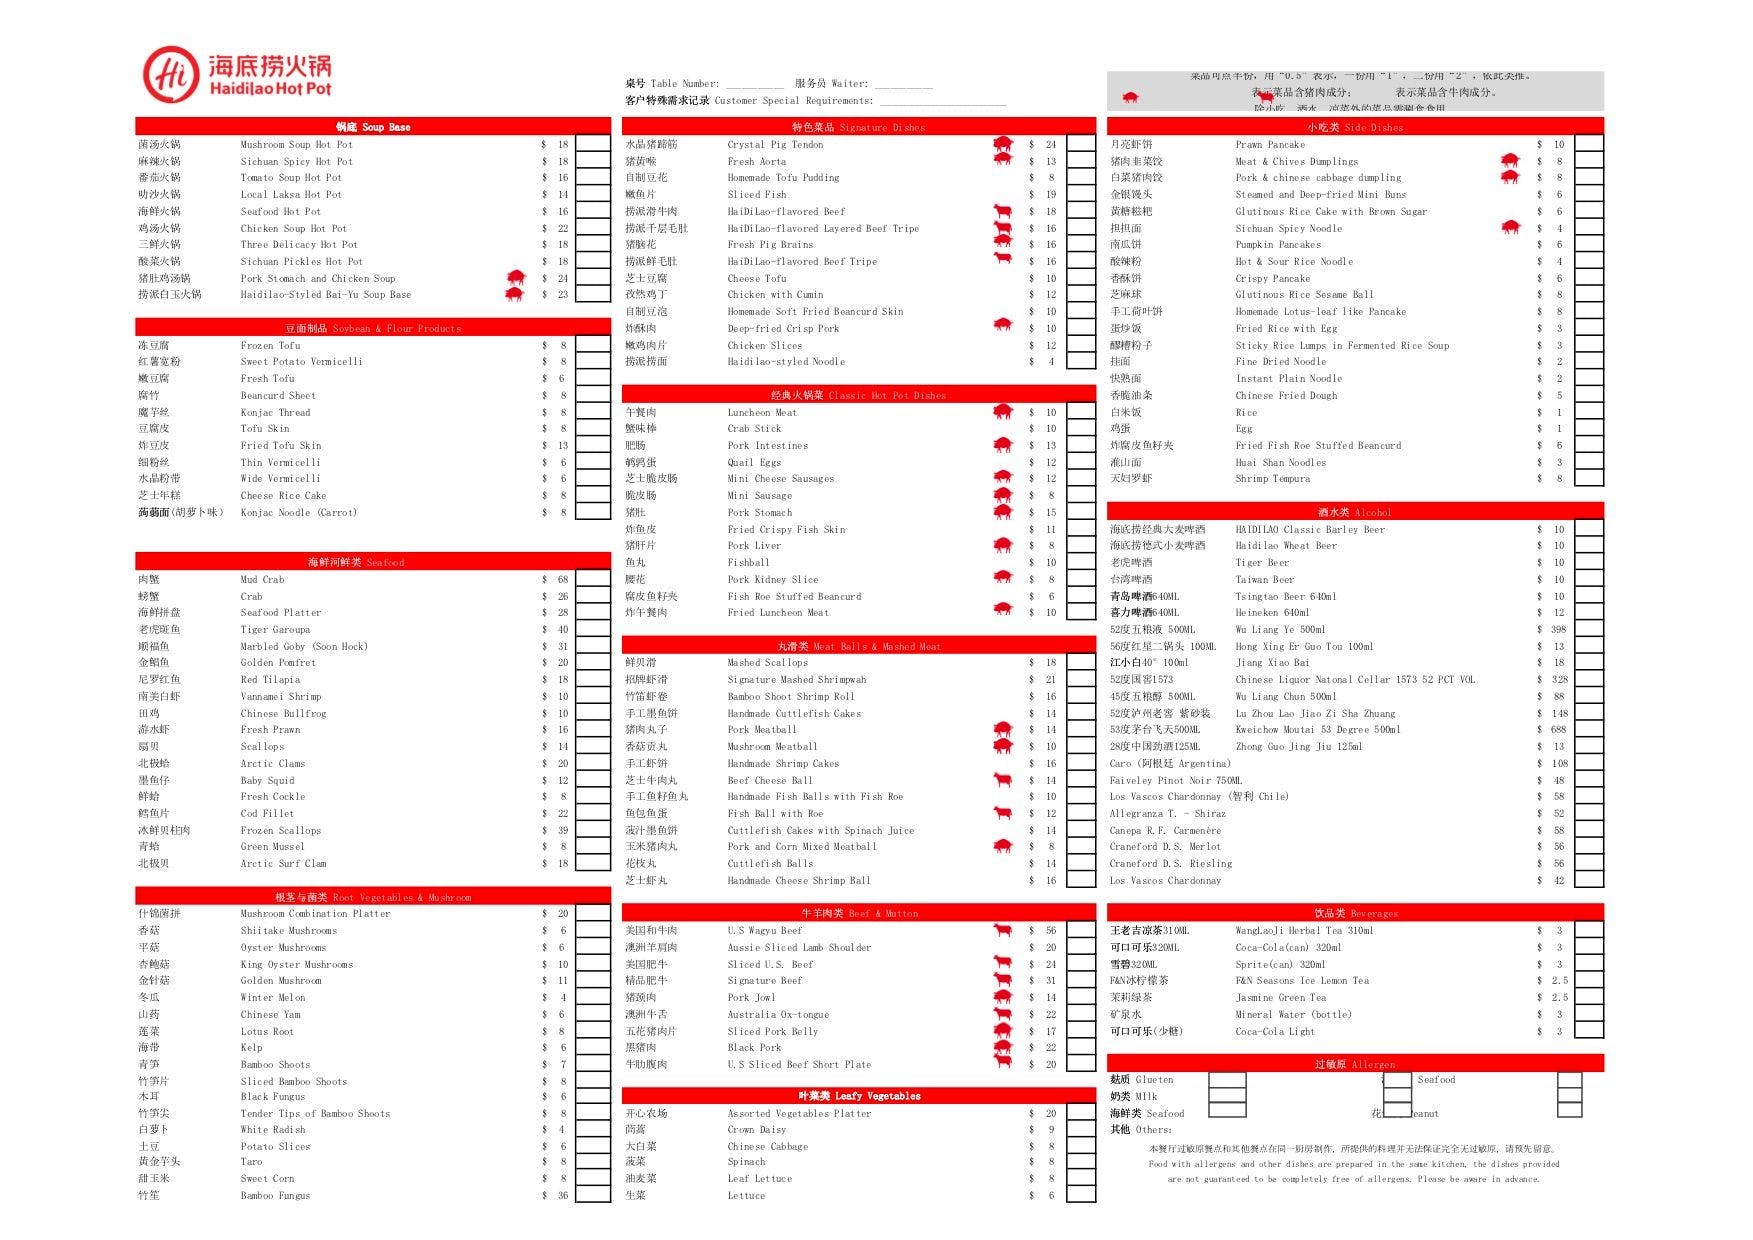 海底捞火锅
Haidilao Hot Pot
桌号 Table Number: __________ 服务员 Waiter: __________
客户特殊需求记录 Customer Special Requirements: ______________________
菜品可点半份，用 "0.5" 表示，一份用 "1" ，二份用 "2" ，依此类推。
表示菜品含猪肉成分； 表示菜品含牛肉成分。
除小吃、酒水、凉菜外的菜品需涮食食用
锅底 Soup Base
菌汤火锅 Mushroom Soup Hot Pot $ 18
麻辣火锅 Sichuan Spicy Hot Pot $ 18
番茄火锅 Tomato Soup Hot Pot $ 16
叻沙火锅 Local Laksa Hot Pot $ 14
海鲜火锅 Seafood Hot Pot $ 16
鸡汤火锅 Chicken Soup Hot Pot $ 22
三鲜火锅 Three Delicacy Hot Pot $ 18
酸菜火锅 Sichuan Pickles Hot Pot $ 18
猪肚鸡汤锅 Pork Stomach and Chicken Soup $ 24
捞派白玉火锅 Haidilao-Styled Bai-Yu Soup Base $ 23
豆面制品 Soybean & Flour Products
冻豆腐 Frozen Tofu $ 8
红薯宽粉 Sweet Potato Vermicelli $ 8
嫩豆腐 Fresh Tofu $ 6
腐竹 Beancurd Sheet $ 8
魔芋丝 Konjac Thread $ 8
豆腐皮 Tofu Skin $ 8
炸豆皮 Fried Tofu Skin $ 13
细粉丝 Thin Vermicelli $ 6
水晶粉带 Wide Vermicelli $ 6
芝士年糕 Cheese Rice Cake $ 8
蒟蒻面(胡萝卜味) Konjac Noodle (Carrot) $ 8
海鲜河鲜类 Seafood
肉蟹 Mud Crab $ 68
螃蟹 Crab $ 26
海鲜拼盘 Seafood Platter $ 28
老虎斑鱼 Tiger Garoupa $ 40
顺福鱼 Marbled Goby (Soon Hock) $ 31
金鲳鱼 Golden Pomfret $ 20
尼罗红鱼 Red Tilapia $ 18
南美白虾 Vannamei Shrimp $ 10
田鸡 Chinese Bullfrog $ 10
游水虾 Fresh Prawn $ 16
扇贝 Scallops $ 14
北极蛤 Arctic Clams $ 20
墨鱼仔 Baby Squid $ 12
鲜蛤 Fresh Cockle $ 8
鳕鱼片 Cod Fillet $ 22
冰鲜贝柱肉 Frozen Scallops $ 39
青蛤 Green Mussel $ 8
北极贝 Arctic Surf Clam $ 18
根茎与菌类 Root Vegetables & Mushroom
什锦菌拼 Mushroom Combination Platter $ 20
香菇 Shiitake Mushrooms $ 6
平菇 Oyster Mushrooms $ 6
杏鲍菇 King Oyster Mushrooms $ 10
金针菇 Golden Mushroom $ 11
冬瓜 Winter Melon $ 4
山药 Chinese Yam $ 6
莲菜 Lotus Root $ 8
海带 Kelp $ 6
青笋 Bamboo Shoots $ 7
竹笋片 Sliced Bamboo Shoots $ 8
木耳 Black Fungus $ 6
竹笋尖 Tender Tips of Bamboo Shoots $ 8
白萝卜 White Radish $ 4
土豆 Potato Slices $ 6
黄金芋头 Taro $ 8
甜玉米 Sweet Corn $ 8
竹笙 Bamboo Fungus $ 36
特色菜品 Signature Dishes
水晶猪蹄筋 Crystal Pig Tendon $ 24
猪黄喉 Fresh Aorta $ 13
自制豆花 Homemade Tofu Pudding $ 8
嫩鱼片 Sliced Fish $ 19
捞派滑牛肉 HaiDiLao-flavored Beef $ 18
捞派千层毛肚 HaiDiLao-flavored Layered Beef Tripe $ 16
猪脑花 Fresh Pig Brains $ 16
捞派鲜毛肚 HaiDiLao-flavored Beef Tripe $ 16
芝士豆腐 Cheese Tofu $ 10
孜然鸡丁 Chicken with Cumin $ 12
自制豆泡 Homemade Soft Fried Beancurd Skin $ 10
炸酥肉 Deep-fried Crisp Pork $ 10
嫩鸡肉片 Chicken Slices $ 12
捞派捞面 Haidilao-styled Noodle $ 4
经典火锅菜 Classic Hot Pot Dishes
午餐肉 Luncheon Meat $ 10
蟹味棒 Crab Stick $ 10
肥肠 Pork Intestines $ 13
鹌鹑蛋 Quail Eggs $ 12
芝士脆皮肠 Mini Cheese Sausages $ 12
脆皮肠 Mini Sausage $ 8
猪肚 Pork Stomach $ 15
炸鱼皮 Fried Crispy Fish Skin $ 11
猪肝片 Pork Liver $ 8
鱼丸 Fishball $ 10
腰花 Pork Kidney Slice $ 8
腐皮鱼籽夹 Fish Roe Stuffed Beancurd $ 6
炸午餐肉 Fried Luncheon Meat $ 10
丸滑类 Meat Balls & Mashed Meat
鲜贝滑 Mashed Scallops $ 18
招牌虾滑 Signature Mashed Shrimpwah $ 21
竹笛虾卷 Bamboo Shoot Shrimp Roll $ 16
手工墨鱼饼 Handmade Cuttlefish Cakes $ 14
猪肉丸子 Pork Meatball $ 14
香菇贡丸 Mushroom Meatball $ 10
手工虾饼 Handmade Shrimp Cakes $ 16
芝士牛肉丸 Beef Cheese Ball $ 14
手工鱼籽鱼丸 Handmade Fish Balls with Fish Roe $ 10
鱼包鱼蛋 Fish Ball with Roe $ 12
菠汁墨鱼饼 Cuttlefish Cakes with Spinach Juice $ 14
玉米猪肉丸 Pork and Corn Mixed Meatball $ 8
花枝丸 Cuttlefish Balls $ 14
芝士虾丸 Handmade Cheese Shrimp Ball $ 16
牛羊肉类 Beef & Mutton
美国和牛肉 U.S Wagyu Beef $ 56
澳洲羊肩肉 Aussie Sliced Lamb Shoulder $ 20
美国肥牛 Sliced U.S. Beef $ 24
精品肥牛 Signature Beef $ 31
猪颈肉 Pork Jowl $ 14
澳洲牛舌 Australia Ox-tongue $ 22
五花猪肉片 Sliced Pork Belly $ 17
黑猪肉 Black Pork $ 22
牛肋腹肉 U.S Sliced Beef Short Plate $ 20
叶菜类 Leafy Vegetables
开心农场 Assorted Vegetables Platter $ 20
茼蒿 Crown Daisy $ 9
大白菜 Chinese Cabbage $ 8
菠菜 Spinach $ 8
油麦菜 Leaf Lettuce $ 8
生菜 Lettuce $ 6
小吃类 Side Dishes
月亮虾饼 Prawn Pancake $ 10
猪肉韭菜饺 Meat & Chives Dumplings $ 8
白菜猪肉饺 Pork & chinese cabbage dumpling $ 8
金银馒头 Steamed and Deep-fried Mini Buns $ 6
黄糖糍粑 Glutinous Rice Cake with Brown Sugar $ 6
担担面 Sichuan Spicy Noodle $ 4
南瓜饼 Pumpkin Pancakes $ 6
酸辣粉 Hot & Sour Rice Noodle $ 4
香酥饼 Crispy Pancake $ 6
芝麻球 Glutinous Rice Sesame Ball $ 8
手工荷叶饼 Homemade Lotus-leaf like Pancake $ 8
蛋炒饭 Fried Rice with Egg $ 3
醪糟粉子 Sticky Rice Lumps in Fermented Rice Soup $ 3
挂面 Fine Dried Noodle $ 2
快熟面 Instant Plain Noodle $ 2
香脆油条 Chinese Fried Dough $ 5
白米饭 Rice $ 1
鸡蛋 Egg $ 1
炸腐皮鱼籽夹 Fried Fish Roe Stuffed Beancurd $ 6
淮山面 Huai Shan Noodles $ 3
天妇罗虾 Shrimp Tempura $ 8
酒水类 Alcohol
海底捞经典大麦啤酒 HAIDILAO Classic Barley Beer $ 10
海底捞德式小麦啤酒 Haidilao Wheat Beer $ 10
老虎啤酒 Tiger Beer $ 10
台湾啤酒 Taiwan Beer $ 10
青岛啤酒640ML Tsingtao Beer 640ml $ 10
喜力啤酒640ML Heineken 640ml $ 12
52度五粮液 500ML Wu Liang Ye 500ml $ 398
56度红星二锅头 100ML Hong Xing Er Guo Tou 100ml $ 13
江小白40° 100ml Jiang Xiao Bai $ 18
52度国窖1573 Chinese Liquor Natonal Cellar 1573 52 PCT VOL $ 328
45度五粮醇 500ML Wu Liang Chun 500ml $ 88
52度泸州老窖 紫砂装 Lu Zhou Lao Jiao Zi Sha Zhuang $ 148
53度茅台飞天500ML Kweichow Moutai 53 Degree 500ml $ 688
28度中国劲酒125ML Zhong Guo Jing Jiu 125ml $ 13
Caro (阿根廷 Argentina) $ 108
Faiveley Pinot Noir 750ML $ 48
Los Vascos Chardonnay (智利 Chile) $ 58
Allegranza T. - Shiraz $ 52
Canepa R.F. Carmenère $ 58
Craneford D.S. Merlot $ 56
Craneford D.S. Riesling $ 56
Los Vascos Chardonnay $ 42
饮品类 Beverages
王老吉凉茶310ML WangLaoJi Herbal Tea 310ml $ 3
可口可乐320ML Coca-Cola(can) 320ml $ 3
雪碧320ML Sprite(can) 320ml $ 3
F&N冰柠檬茶 F&N Seasons Ice Lemon Tea $ 2.5
茉莉绿茶 Jasmine Green Tea $ 2.5
矿泉水 Mineral Water (bottle) $ 3
可口可乐(少糖) Coca-Cola Light $ 3
过敏原 Allergen
麸质 Glueten Seafood
奶类 MIlk
海鲜类 Seafood 花 eanut
其他 Others:
本餐厅过敏原餐点和其他餐点在同一厨房制作，所提供的料理并无法保证完全无过敏原，请预先留意。
Food with allergens and other dishes are prepared in the same kitchen, the dishes provided
are not guaranteed to be completely free of allergens. Please be aware in advance.